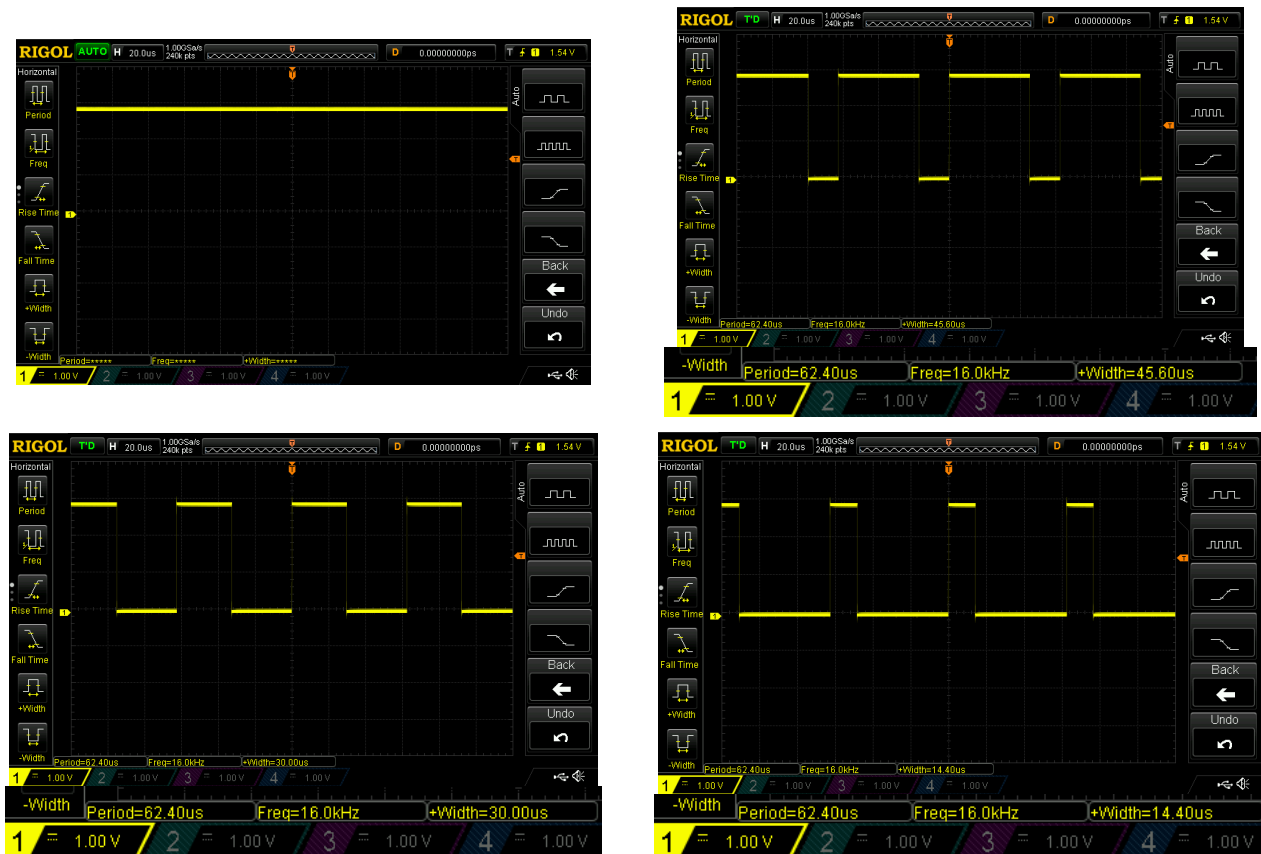 RIGOL AUTO H 20.0us 1.00GSa/s 240k pts D 0.00000000ps T 1 1.54 V
Horizontal
Period
Freq
Rise Time
Fall Time
+Width
-Width
Auto
T
T
1
Back
Undo
Period=***** Freq=***** +Width=*****
1 = 1.00 V 2 = 1.00 V 3 = 1.00 V 4 = 1.00 V
RIGOL T'D H 20.0us 1.00GSa/s 240k pts D 0.00000000ps T 1 1.54 V
Horizontal
Period
Freq
Rise Time
Fall Time
+Width
-Width
Auto
T
T
1
Back
Undo
Period=62.40us Freq=16.0kHz +Width=45.60us
1 = 1.00 V 2 = 1.00 V 3 = 1.00 V 4 = 1.00 V
-Width Period=62.40us Freq=16.0kHz +Width=45.60us
1 = 1.00 V 2 = 1.00 V 3 = 1.00 V 4 = 1.00 V
RIGOL T'D H 20.0us 1.00GSa/s 240k pts D 0.00000000ps T 1 1.54 V
Horizontal
Period
Freq
Rise Time
Fall Time
+Width
-Width
Auto
T
T
1
Back
Undo
Period=62.40us Freq=16.0kHz +Width=30.00us
1 = 1.00 V 2 = 1.00 V 3 = 1.00 V 4 = 1.00 V
-Width Period=62.40us Freq=16.0kHz +Width=30.00us
1 = 1.00 V 2 = 1.00 V 3 = 1.00 V 4 = 1.00 V
RIGOL T'D H 20.0us 1.00GSa/s 240k pts D 0.00000000ps T 1 1.54 V
Horizontal
Period
Freq
Rise Time
Fall Time
+Width
-Width
Auto
T
T
1
Back
Undo
Period=62.40us Freq=16.0kHz +Width=14.40us
1 = 1.00 V 2 = 1.00 V 3 = 1.00 V 4 = 1.00 V
-Width Period=62.40us Freq=16.0kHz +Width=14.40us
1 = 1.00 V 2 = 1.00 V 3 = 1.00 V 4 = 1.00 V